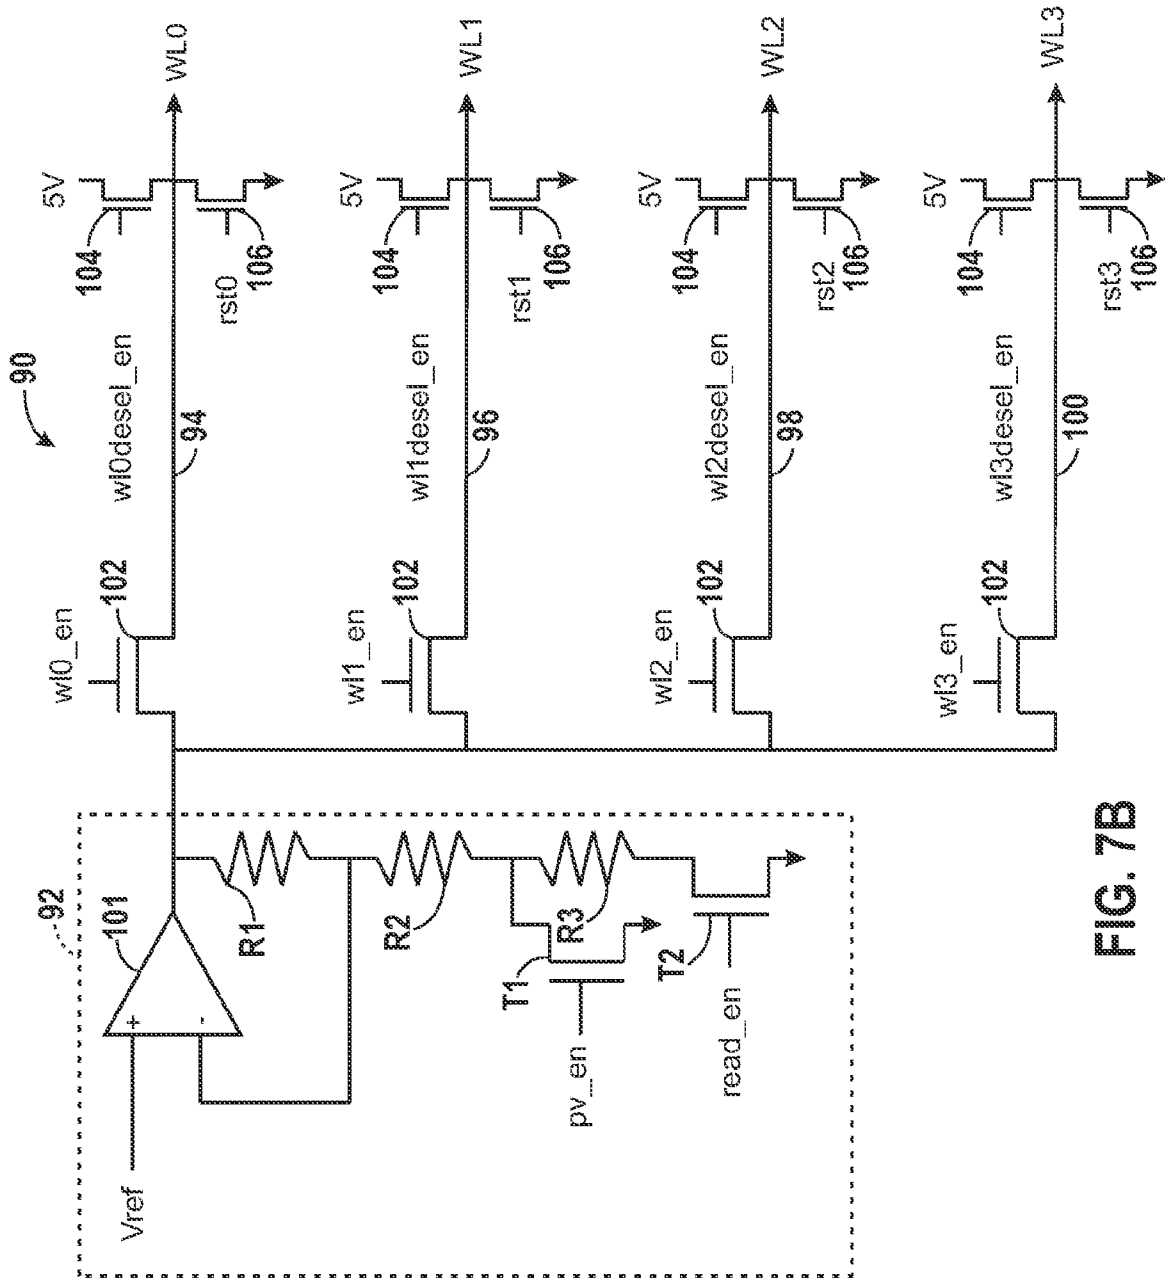 90
92
101
Vref
+
-
R1
R2
R3
T1
T2
pv_en
read_en
wl0_en
102
wl0desel_en
94
5V
104
rst0
106
WL0
wl1_en
102
wl1desel_en
96
5V
104
rst1
106
WL1
wl2_en
102
wl2desel_en
98
5V
104
rst2
106
WL2
wl3_en
102
wl3desel_en
100
5V
104
rst3
106
WL3
FIG. 7B